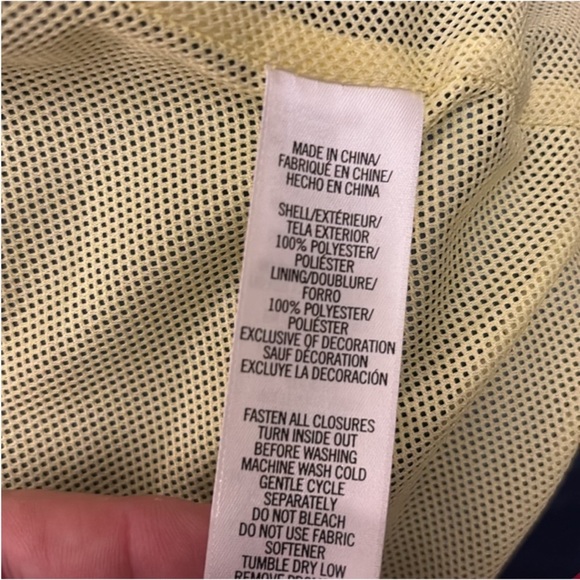 MADE IN CHINA/
FABRIQUÉ EN CHINE/
HECHO EN CHINA
SHELL/EXTÉRIEUR/
TELA EXTERIOR
100% POLYESTER/
POLIÉSTER
LINING/DOUBLURE/
FORRO
100% POLYESTER/
POLIÉSTER
EXCLUSIVE OF DECORATION
SAUF DÉCORATION
EXCLUYE LA DECORACIÓN
FASTEN ALL CLOSURES
TURN INSIDE OUT
BEFORE WASHING
MACHINE WASH COLD
GENTLE CYCLE
SEPARATELY
DO NOT BLEACH
DO NOT USE FABRIC
SOFTENER
TUMBLE DRY LOW
REMOVE